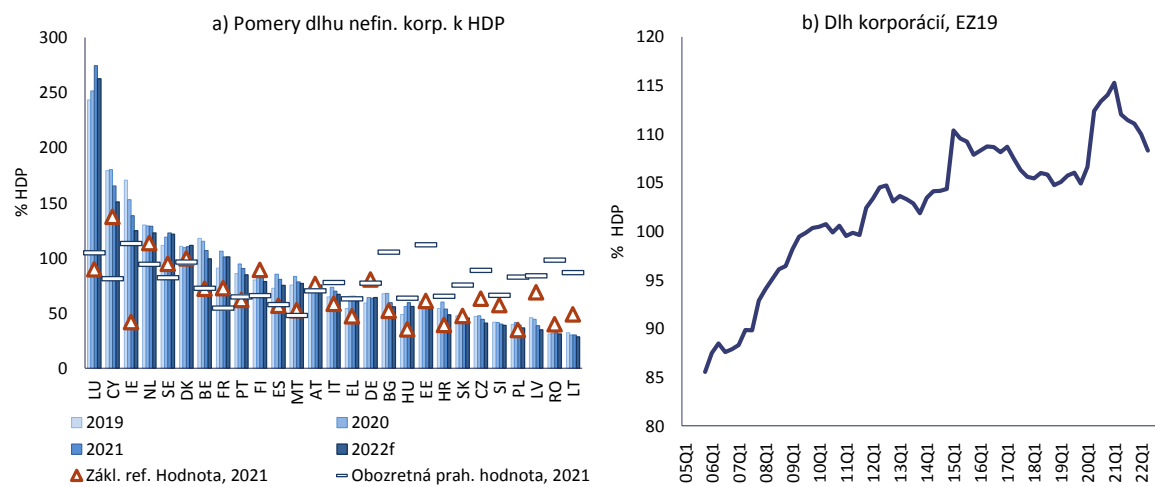 a) Pomery dlhu nefin. korp. k HDP
% HDP
300
250
200
150
100
50
0
LU CY IE NL SE DK BE FR PT FI ES MT AT IT EL DE BG HU EE HR SK CZ SI PL LV RO LT
2019 2020
2021 2022f
Zákl. ref. Hodnota, 2021 Obozretná prah. hodnota, 2021
b) Dlh korporácií, EZ19
% HDP
120
115
110
105
100
95
90
85
80
05Q1 06Q1 07Q1 08Q1 09Q1 10Q1 11Q1 12Q1 13Q1 14Q1 15Q1 16Q1 17Q1 18Q1 19Q1 20Q1 21Q1 22Q1